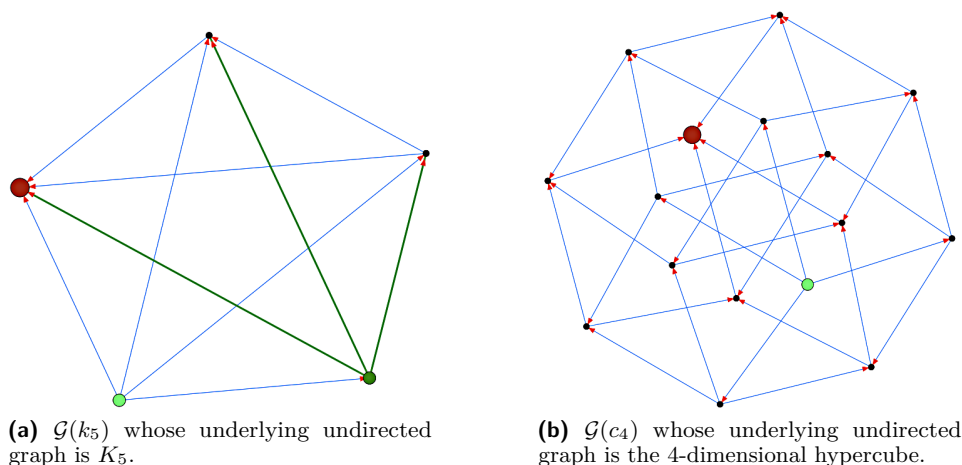 (a) 𝒢(k₅) whose underlying undirected
graph is K₅.
(b) 𝒢(c₄) whose underlying undirected
graph is the 4-dimensional hypercube.